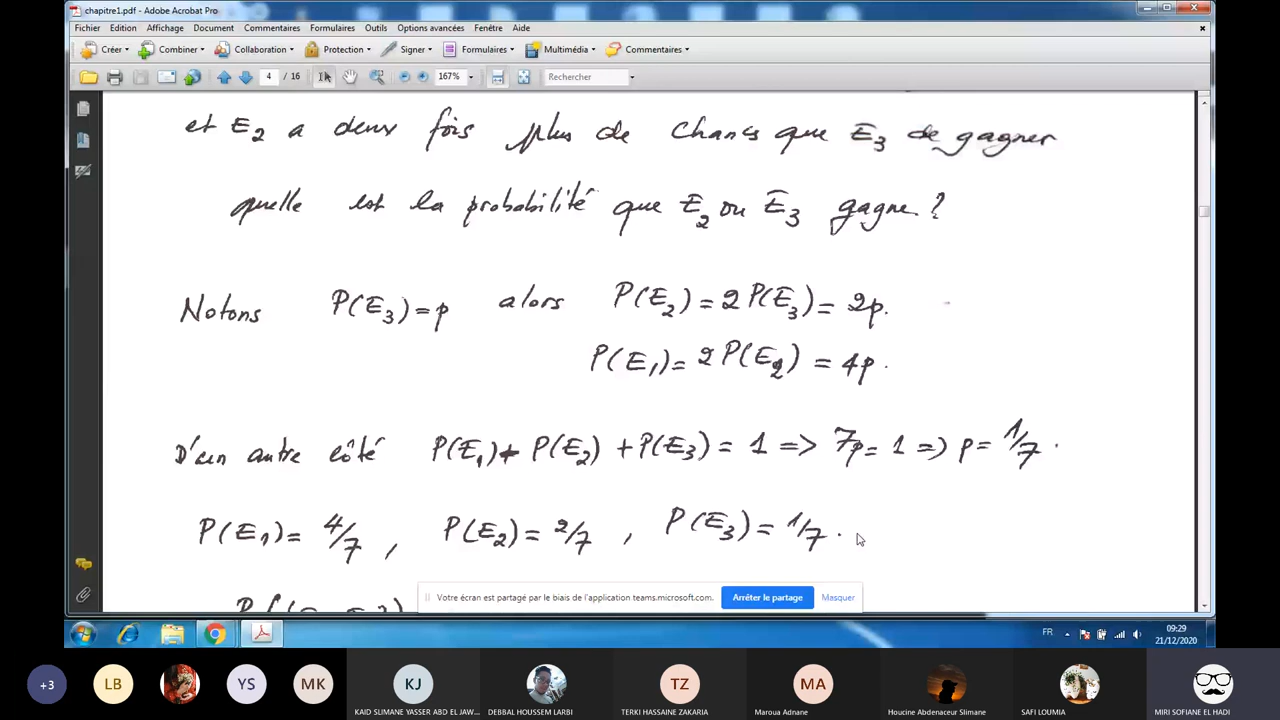 chapitre1.pdf - Adobe Acrobat Pro
Fichier Edition Affichage Document Commentaires Formulaires Outils Options avancées Fenêtre Aide
Créer Combiner Collaboration Protection Signer Formulaires Multimédia Commentaires
4 / 16 167% Rechercher
et E2 a deux fois plus de chances que E3 de gagner
quelle est la probabilité que E2 ou E3 gagne ?
Notons P(E3) = p alors P(E2) = 2 P(E3) = 2p.
P(E1) = 2 P(E2) = 4p.
D'un autre côté P(E1) + P(E2) + P(E3) = 1 => 7p = 1 => p = 1/7.
P(E1) = 4/7 , P(E2) = 2/7 , P(E3) = 1/7 .
Votre écran est partagé par le biais de l'application teams.microsoft.com. Arrêter le partage Masquer
FR 09:29
21/12/2020
+3 LB YS MK KJ TZ MA
KAID SLIMANE YASSER ABD EL JAW... DEBBAL HOUSSEM LARBI TERKI HASSAINE ZAKARIA Maroua Adnane Houcine Abdenaceur Slimane SAFI LOUMIA MIRI SOFIANE EL HADI